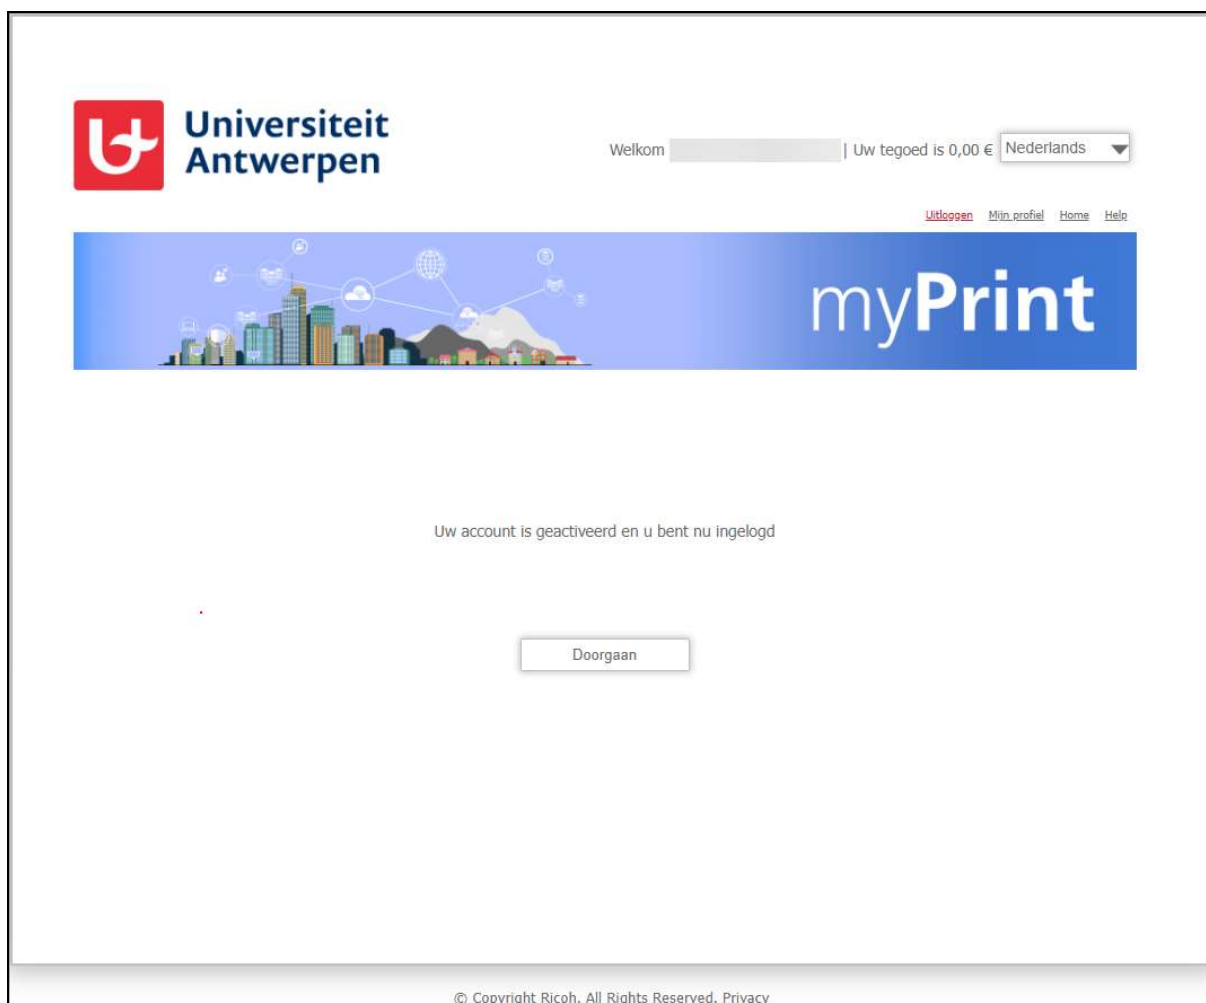 Universiteit
Antwerpen
Welkom | Uw tegoed is 0,00 € Nederlands
Uitloggen Mijn profiel Home Help
myPrint
Uw account is geactiveerd en u bent nu ingelogd
Doorgaan
© Copyright Ricoh. All Rights Reserved. Privacy